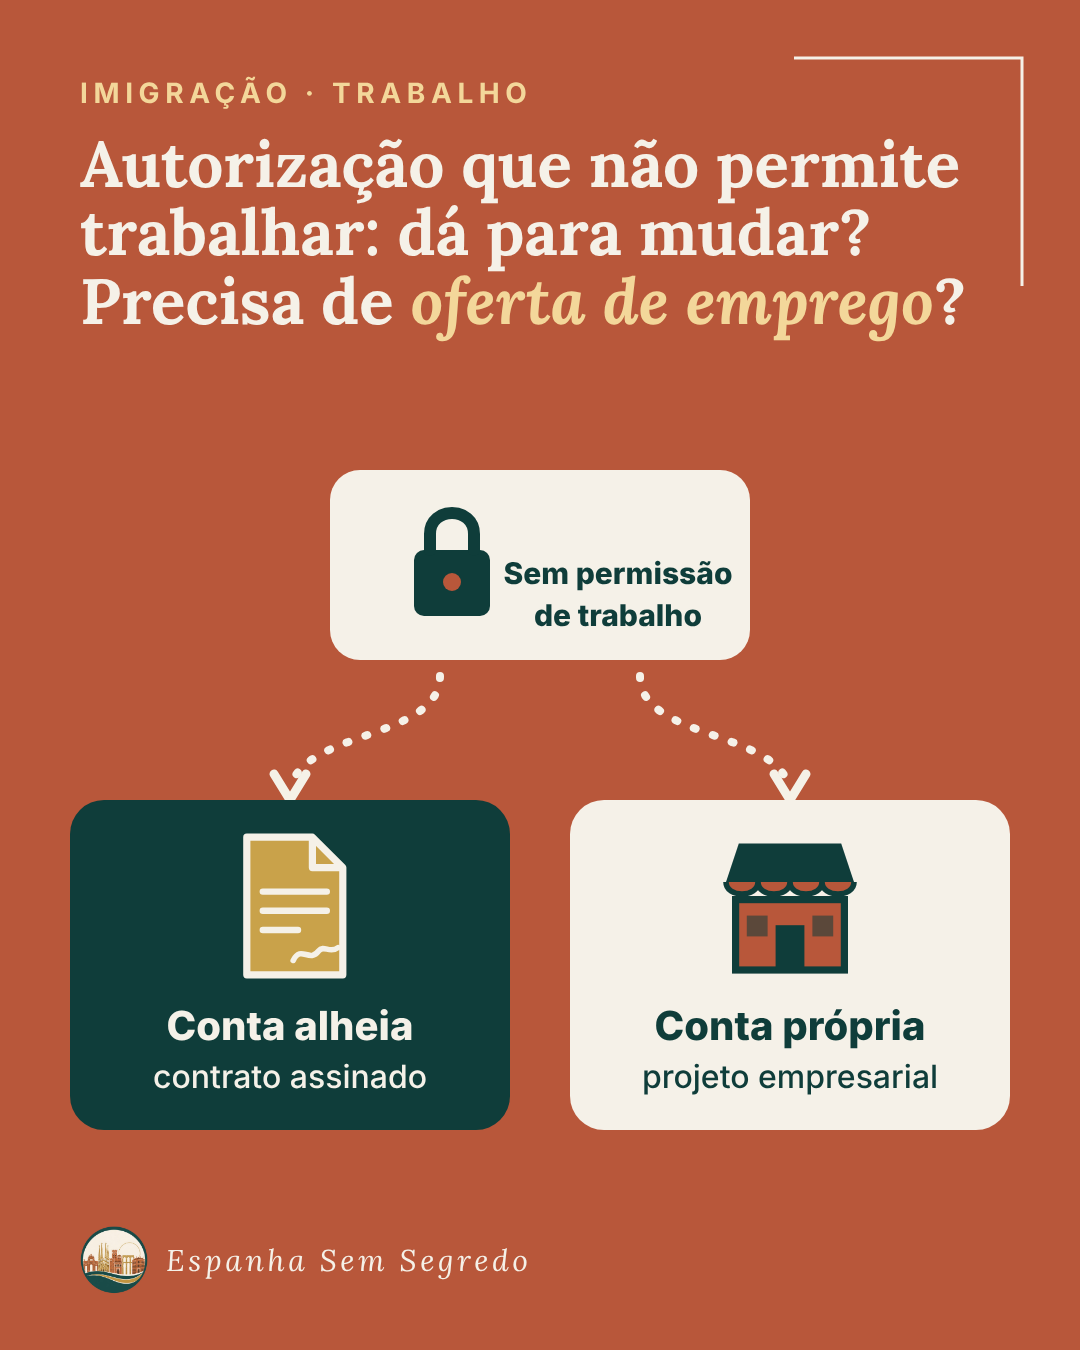 IMIGRAÇÃO · TRABALHO
Autorização que não permite
trabalhar: dá para mudar?
Precisa de oferta de emprego?
Sem permissão
de trabalho
Conta alheia
contrato assinado
Conta própria
projeto empresarial
Espanha Sem Segredo